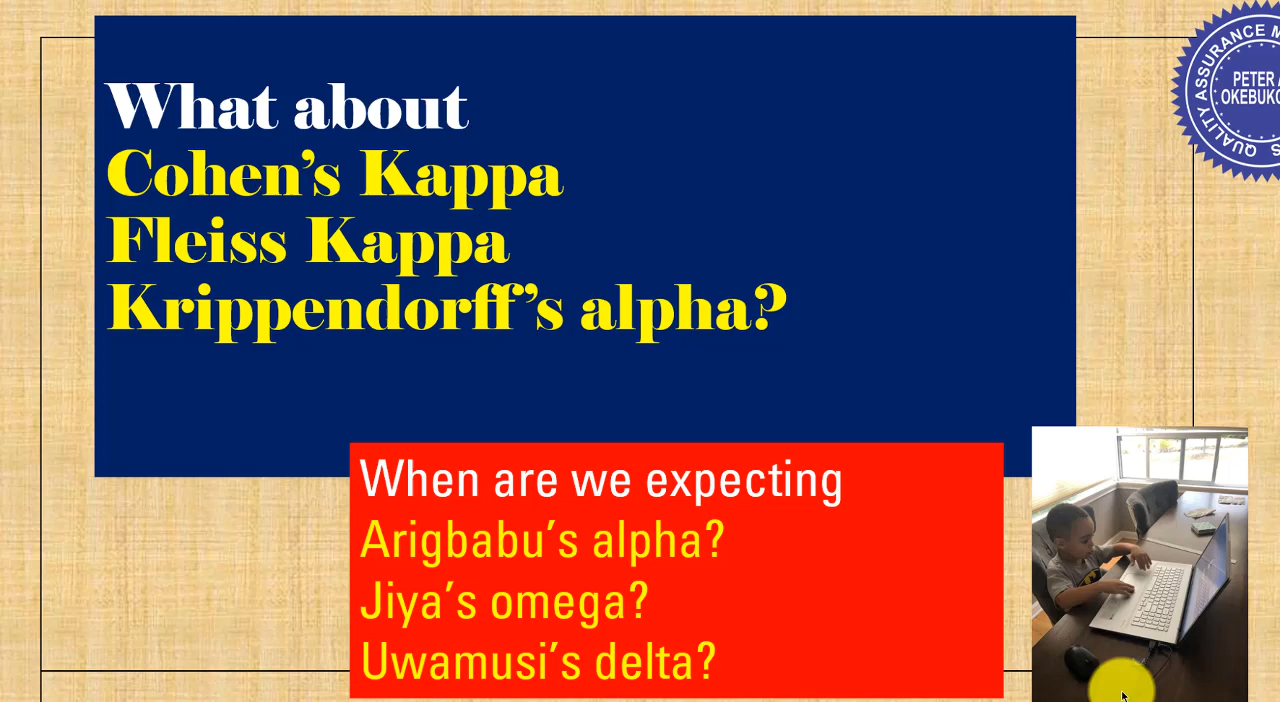 What about
Cohen’s Kappa
Fleiss Kappa
Krippendorff’s alpha?
When are we expecting
Arigbabu’s alpha?
Jiya’s omega?
Uwamusi’s delta?
QUALITY ASSURANCE
PETER